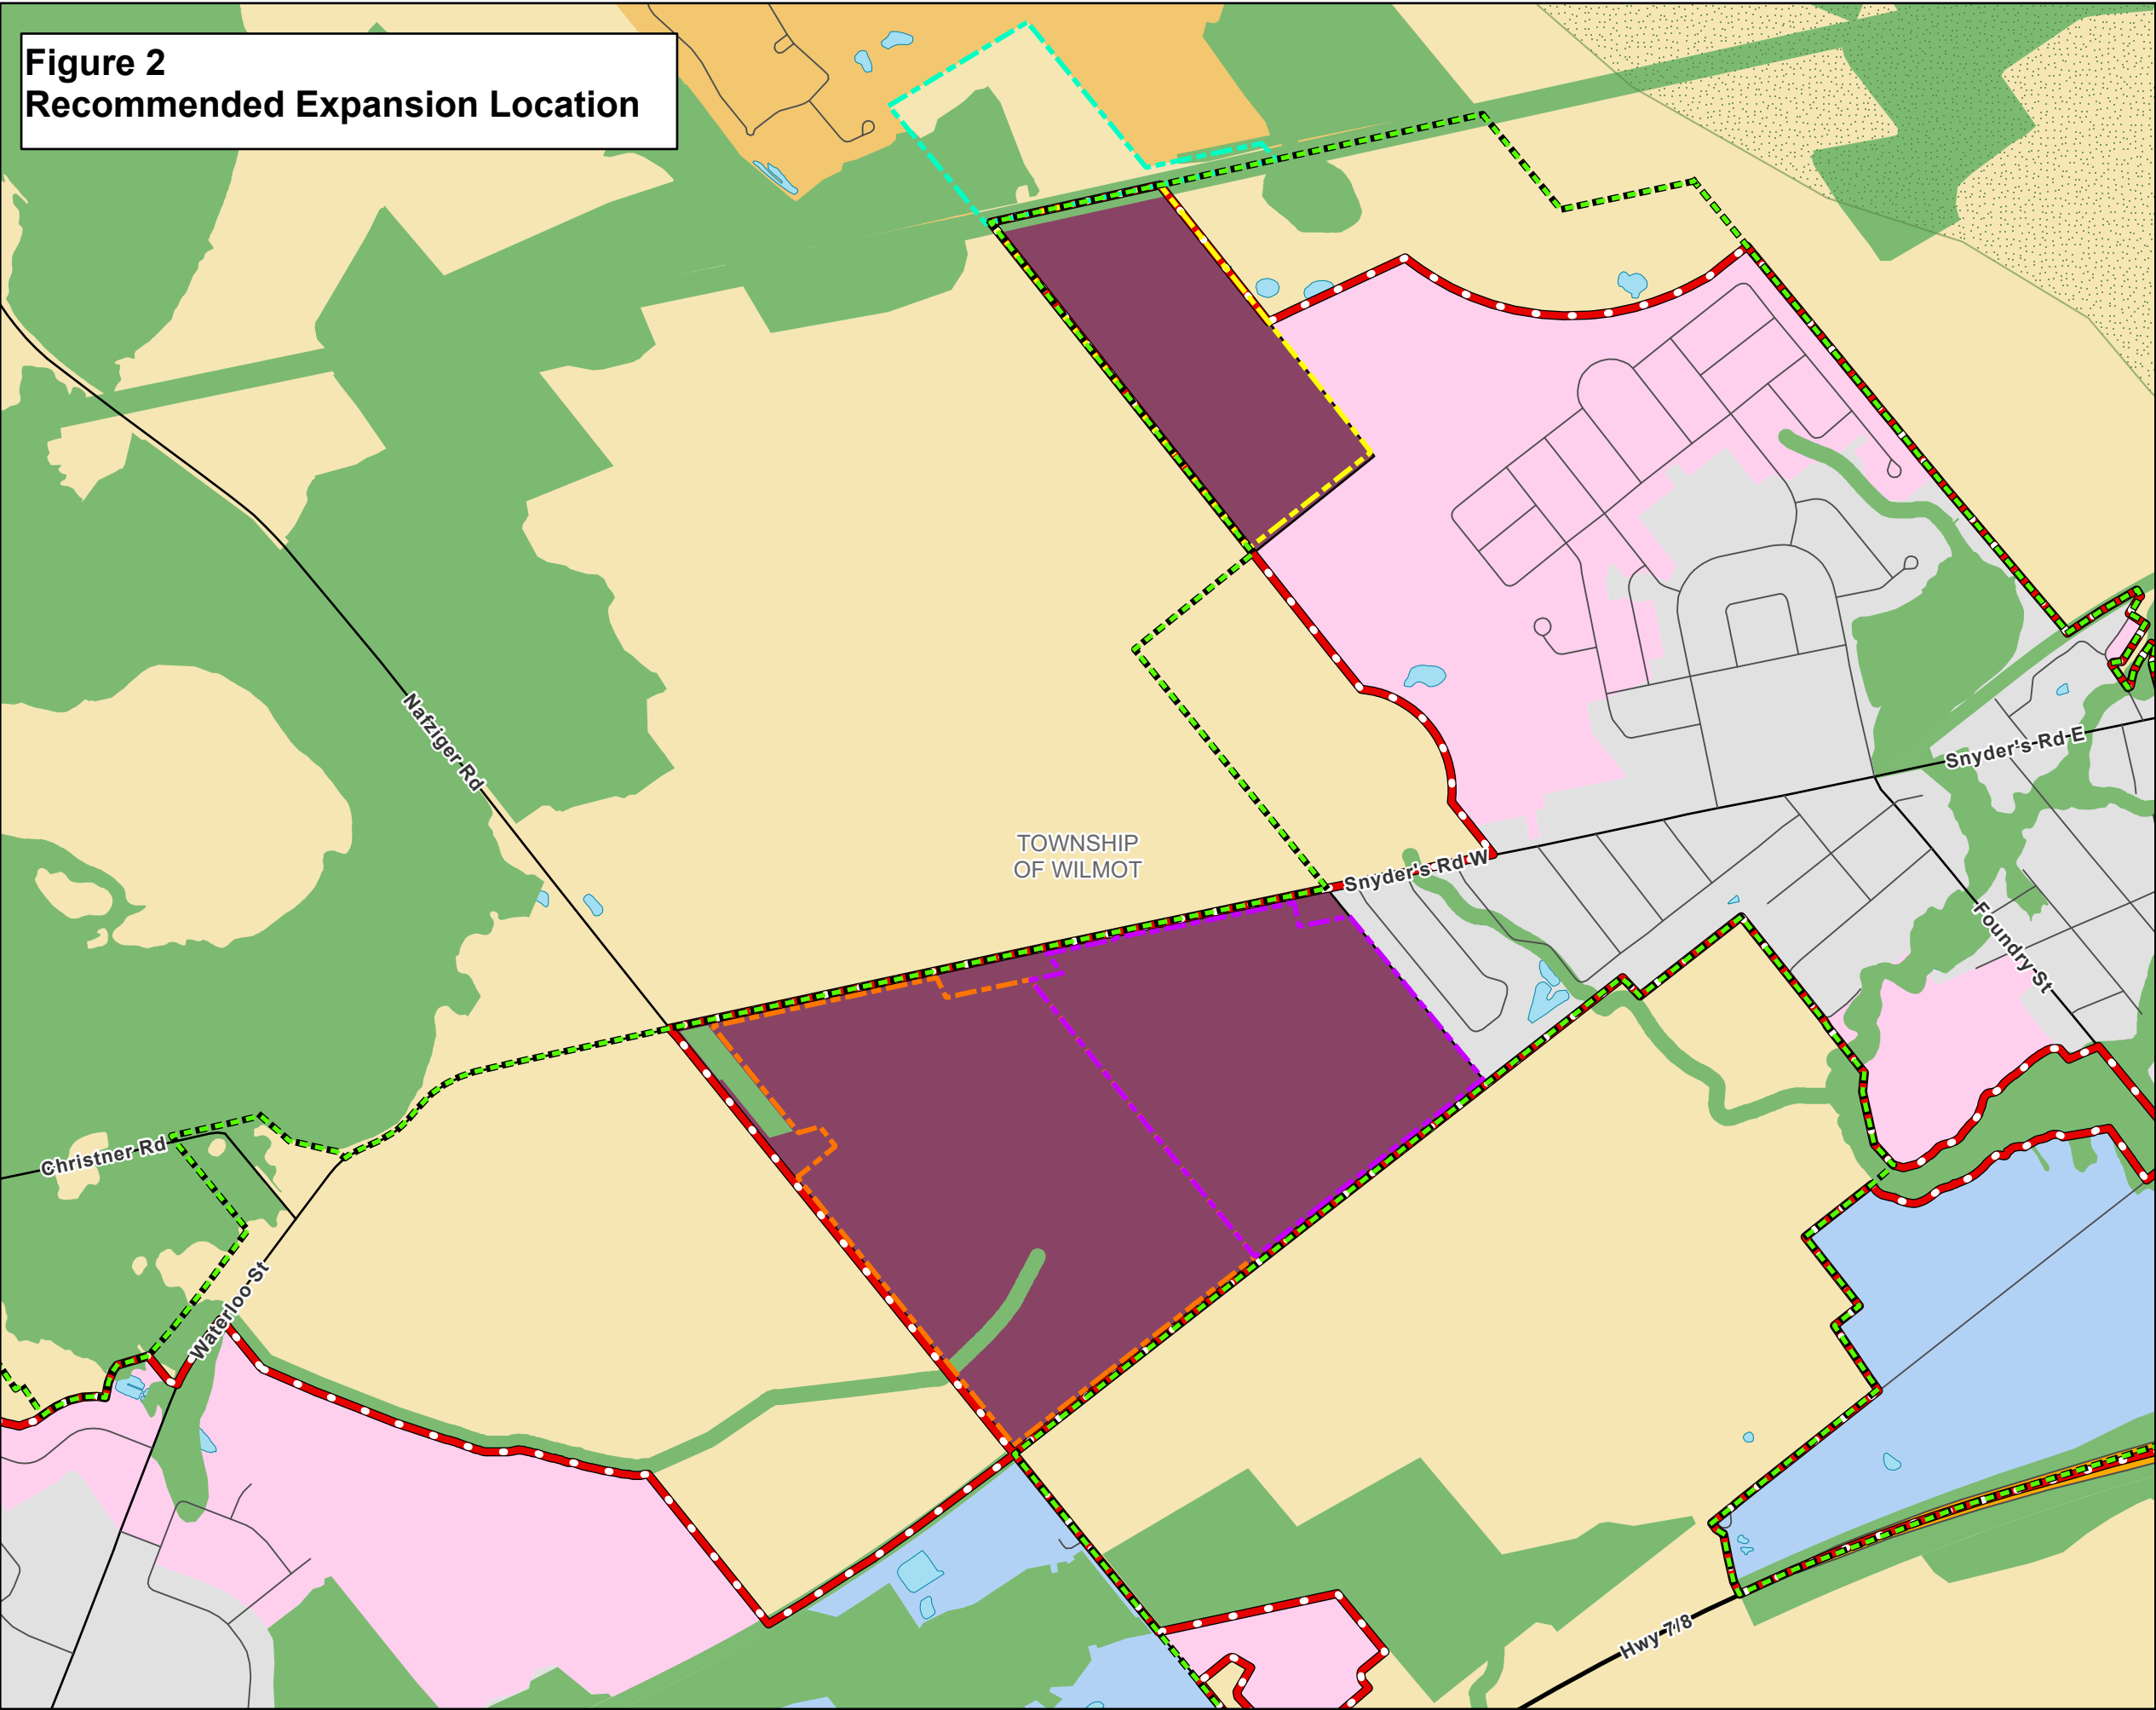 Figure 2
Recommended Expansion Location
Nafziger Rd
Snyder's Rd E
TOWNSHIP
OF WILMOT
Snyder's Rd W
Foundry St
Christner Rd
Waterloo St
Hwy 7/8